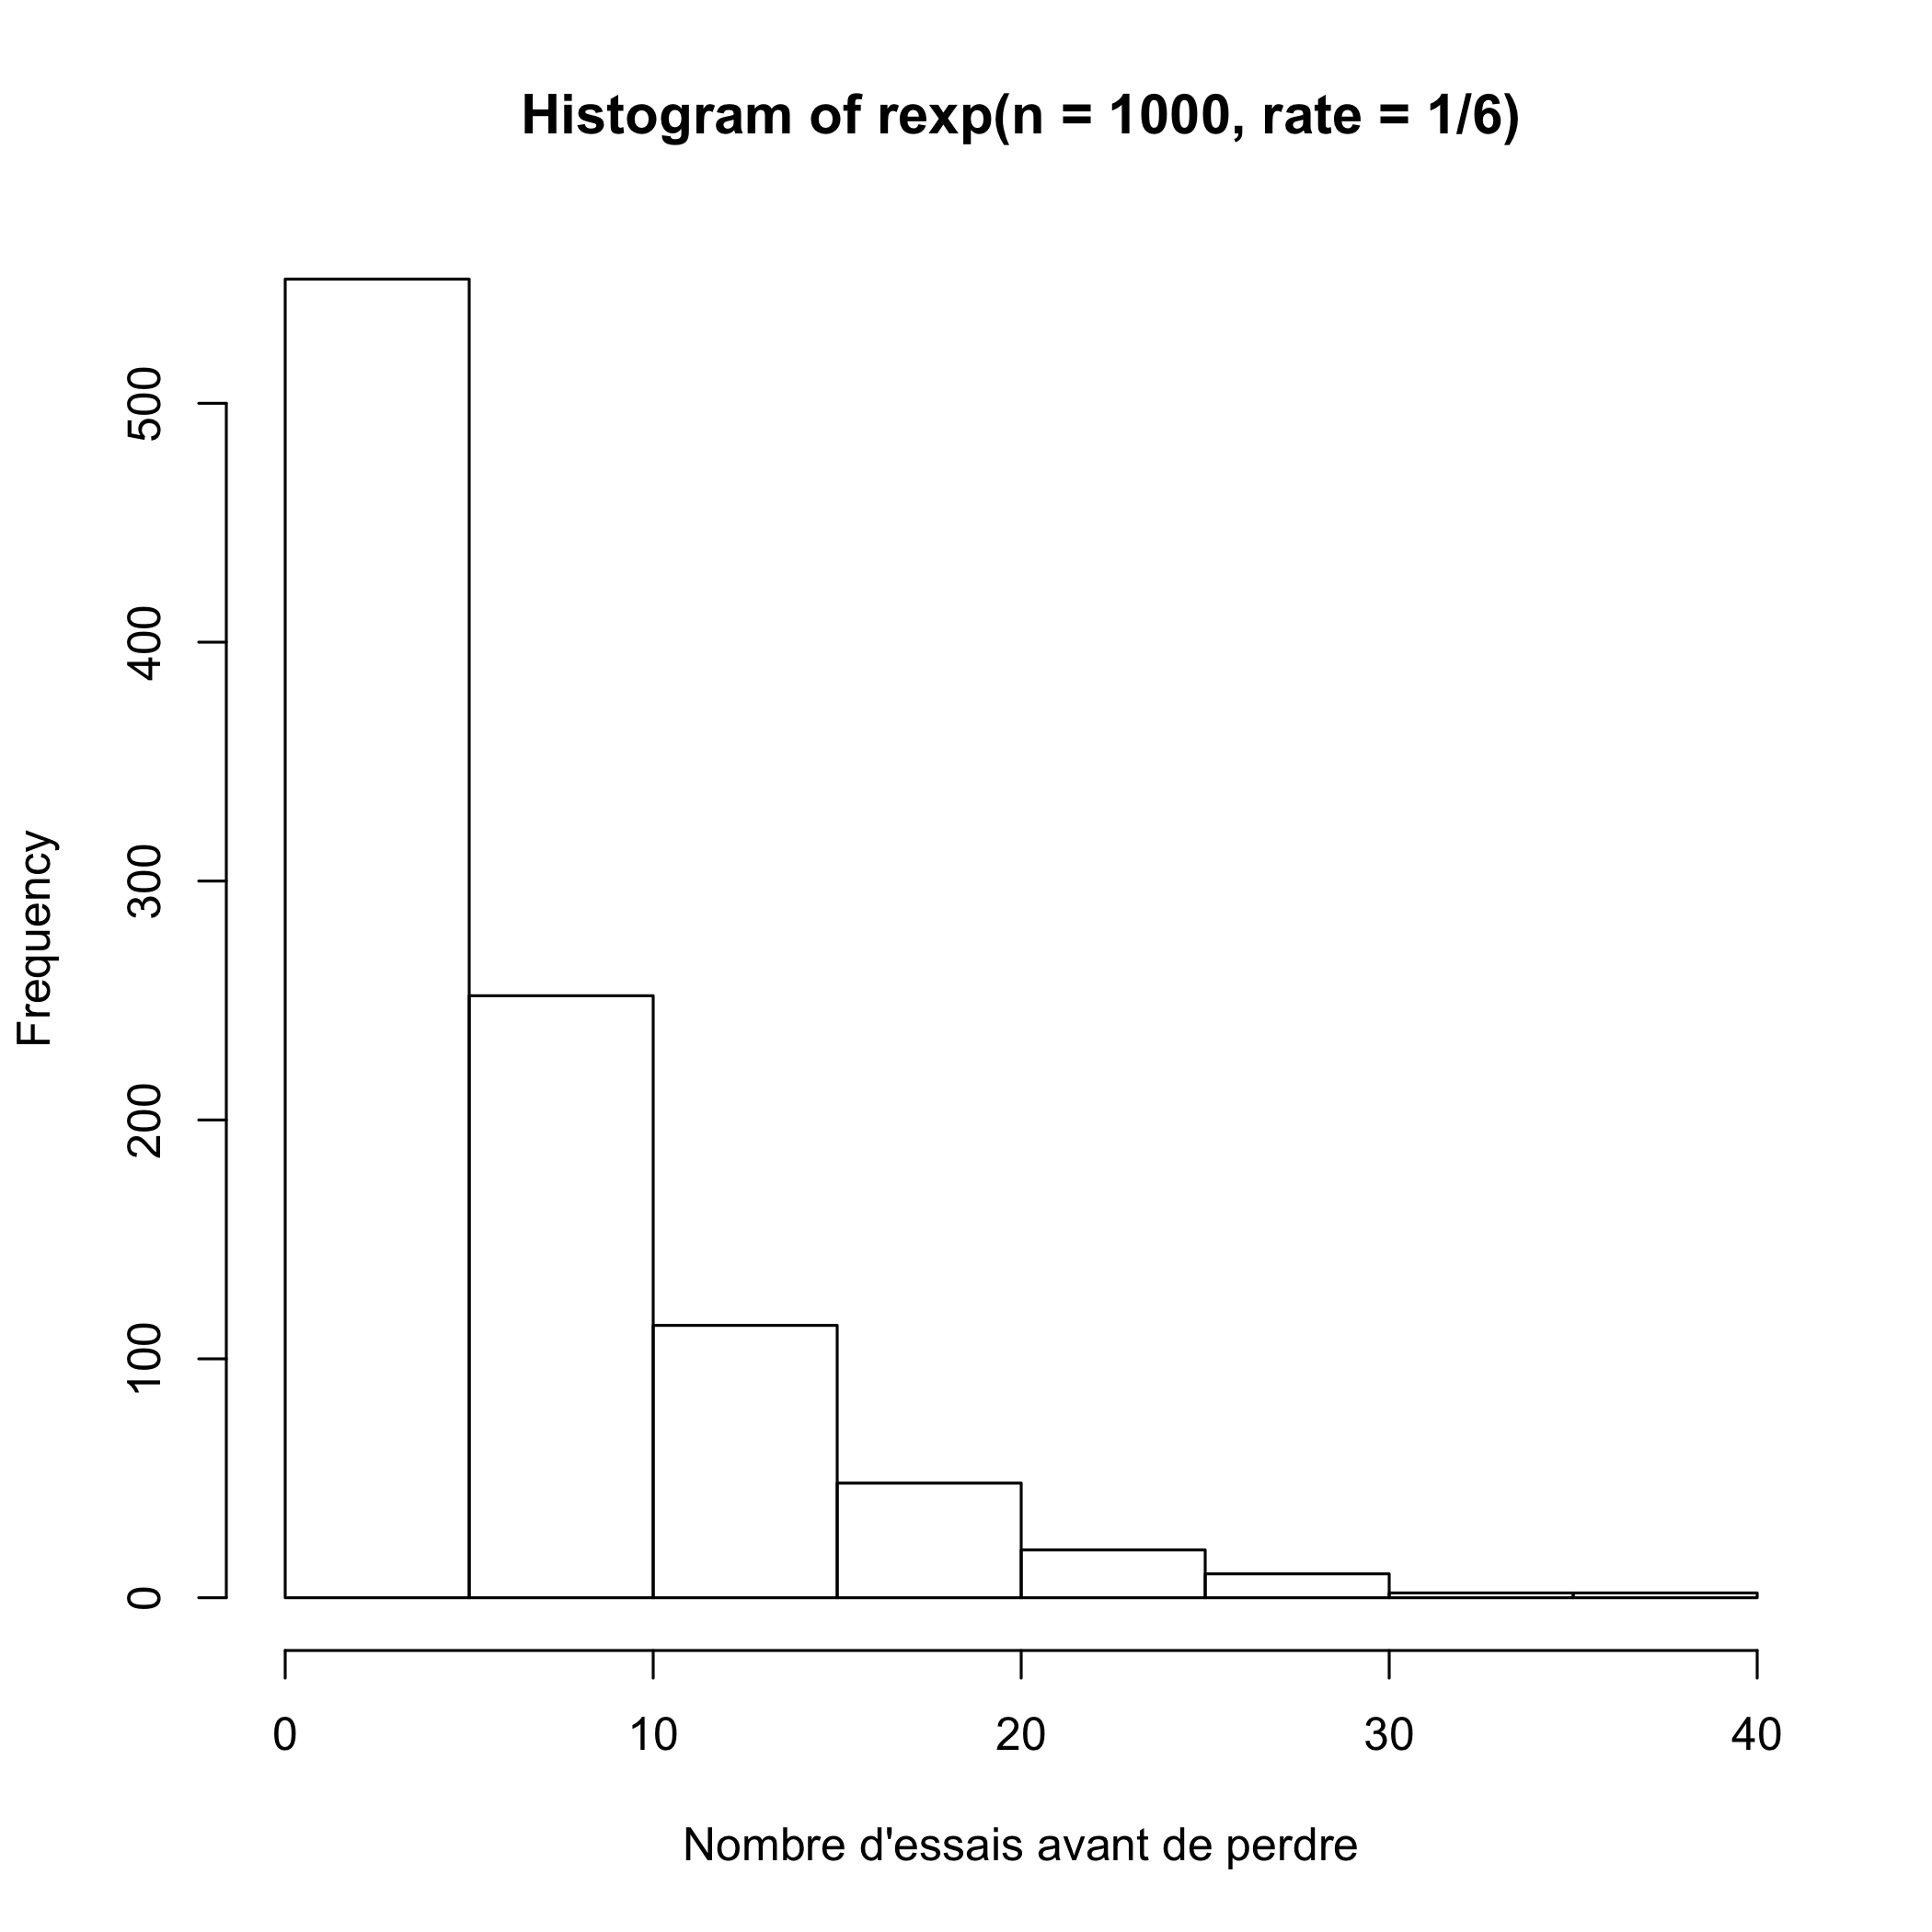 Histogram of rexp(n = 1000, rate = 1/6)
Frequency
500
400
300
200
100
0
0 10 20 30 40
Nombre d'essais avant de perdre